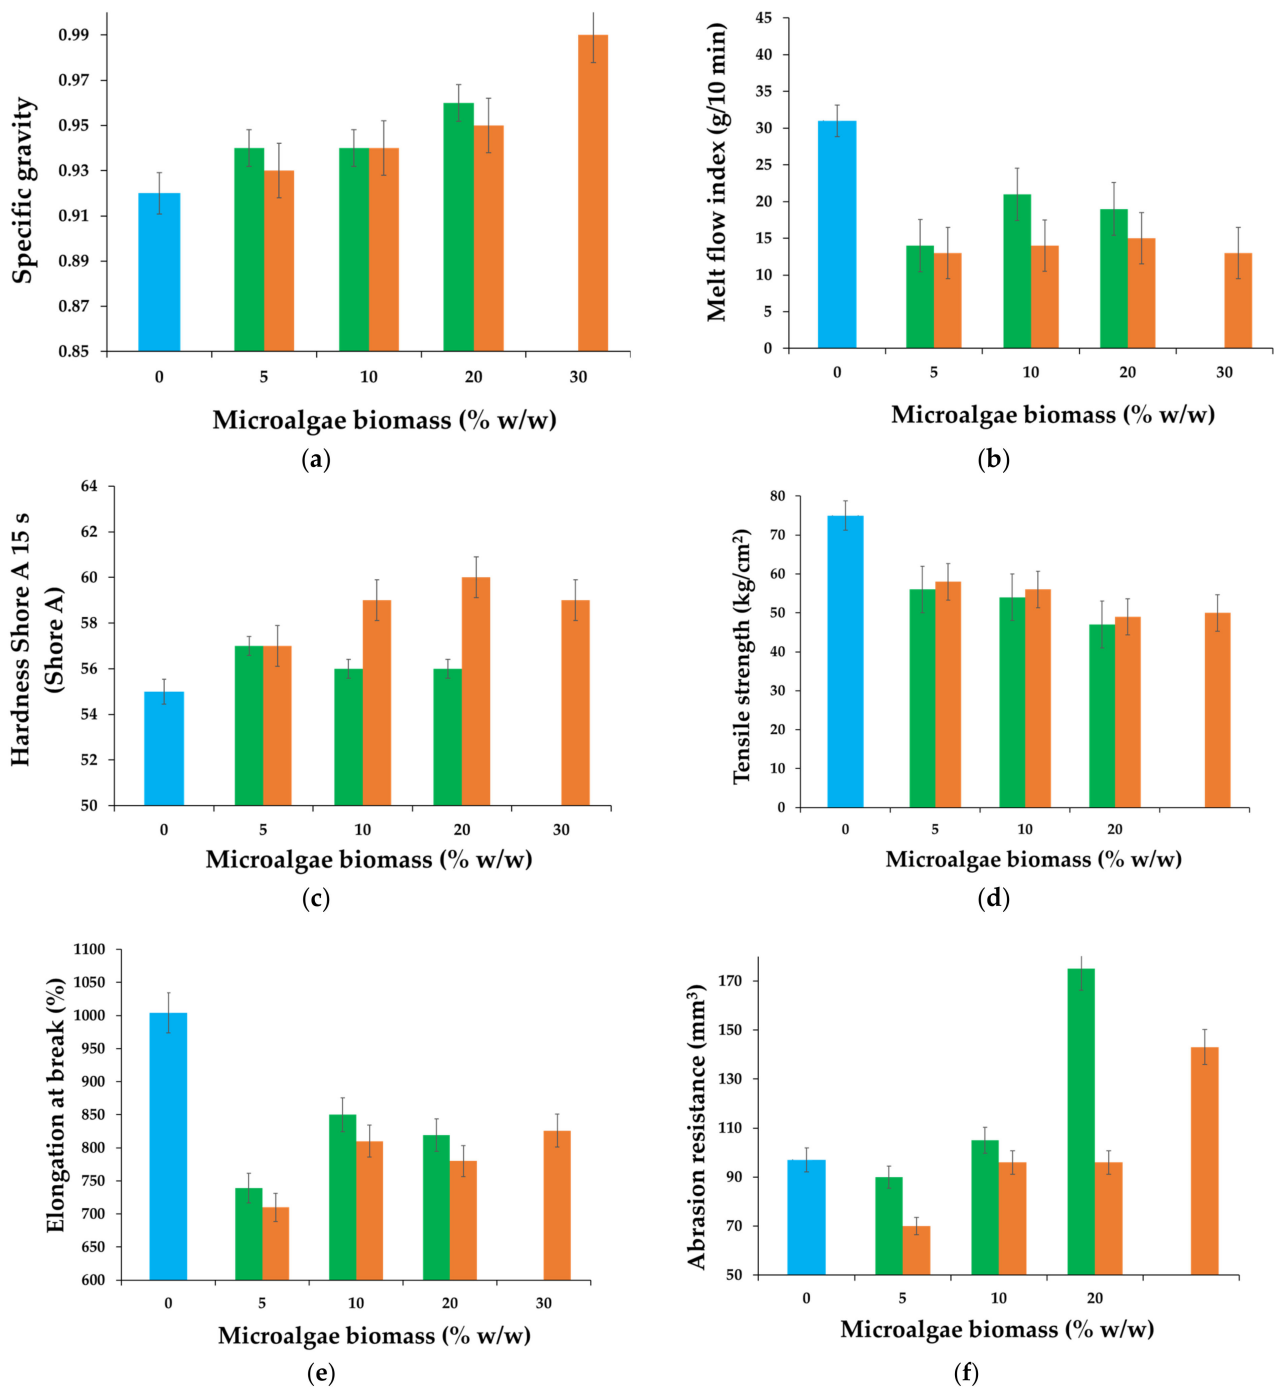 0.99
0.97
0.95
0.93
0.91
0.89
0.87
0.85
Specific gravity
0 5 10 20 30
Microalgae biomass (% w/w)
(a)
45
40
35
30
25
20
15
10
5
0
Melt flow index (g/10 min)
0 5 10 20 30
Microalgae biomass (% w/w)
(b)
64
62
60
58
56
54
52
50
Hardness Shore A 15 s
(Shore A)
0 5 10 20 30
Microalgae biomass (% w/w)
(c)
80
70
60
50
40
30
20
10
0
Tensile strength (kg/cm²)
0 5 10 20
Microalgae biomass (% w/w)
(d)
1100
1050
1000
950
900
850
800
750
700
650
600
Elongation at break (%)
0 5 10 20 30
Microalgae biomass (% w/w)
(e)
170
150
130
110
90
70
50
Abrasion resistance (mm³)
0 5 10 20
Microalgae biomass (% w/w)
(f)